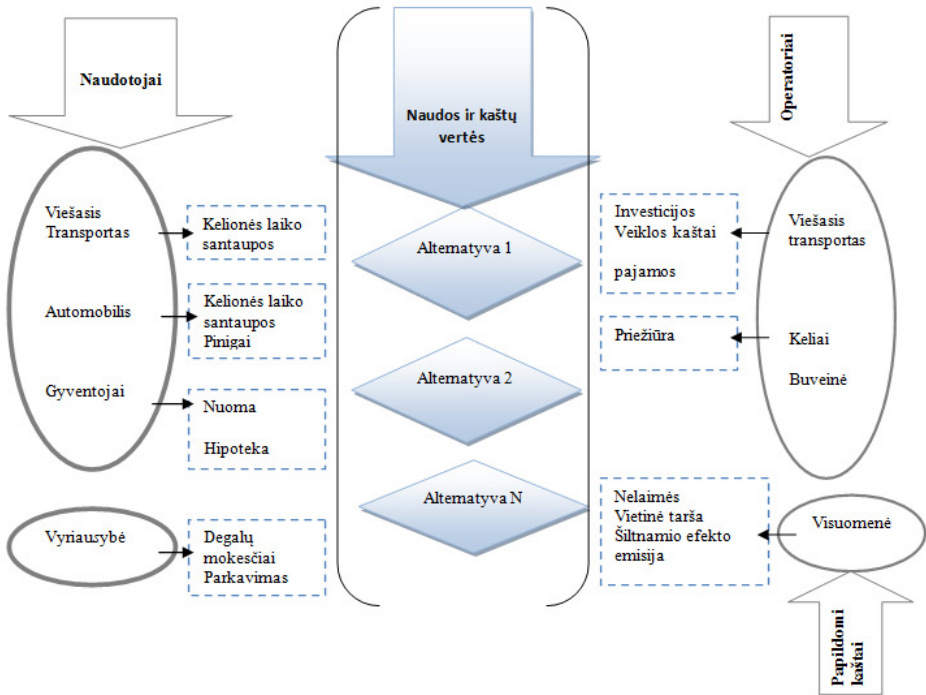 Naudotojai
Viešasis
Transportas
Automobilis
Gyventojai
Vyriausybė
Kelionės laiko
santaupos
Kelionės laiko
santaupos
Pinigai
Nuoma
Hipoteka
Degalų
mokesčiai
Parkavimas
Naudos ir kaštų
vertės
Alternatyva 1
Alternatyva 2
Alternatyva N
Investicijos
Veiklos kaštai
pajamos
Priežiūra
Nelaimės
Vietinė tarša
Šiltnamio efekto
emisija
Operatoriai
Viešasis
transportas
Keliai
Buveinė
Visuomenė
Papildomi
kaštai